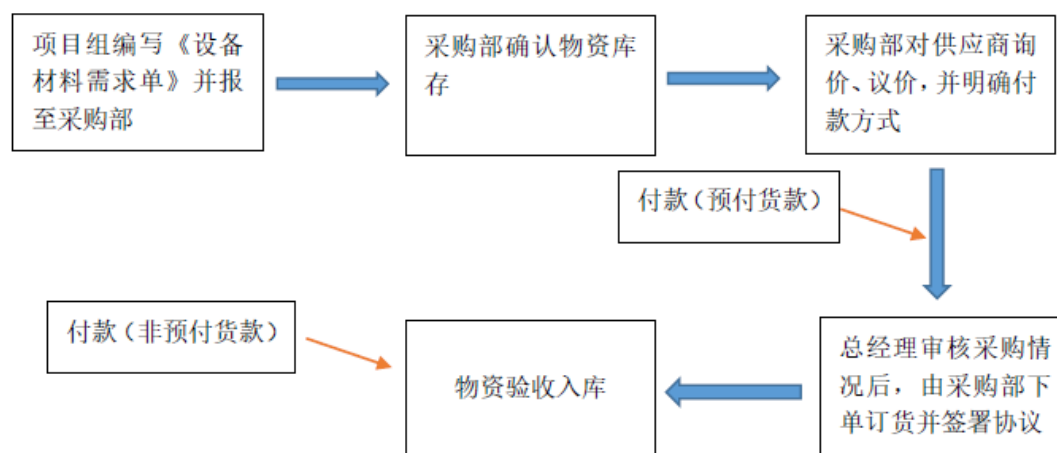 项目组编写《设备
材料需求单》并报
至采购部
采购部确认物资库
存
采购部对供应商询
价、议价，并明确付
款方式
付款（预付货款）
付款（非预付货款）
物资验收入库
总经理审核采购情
况后，由采购部下
单订货并签署协议